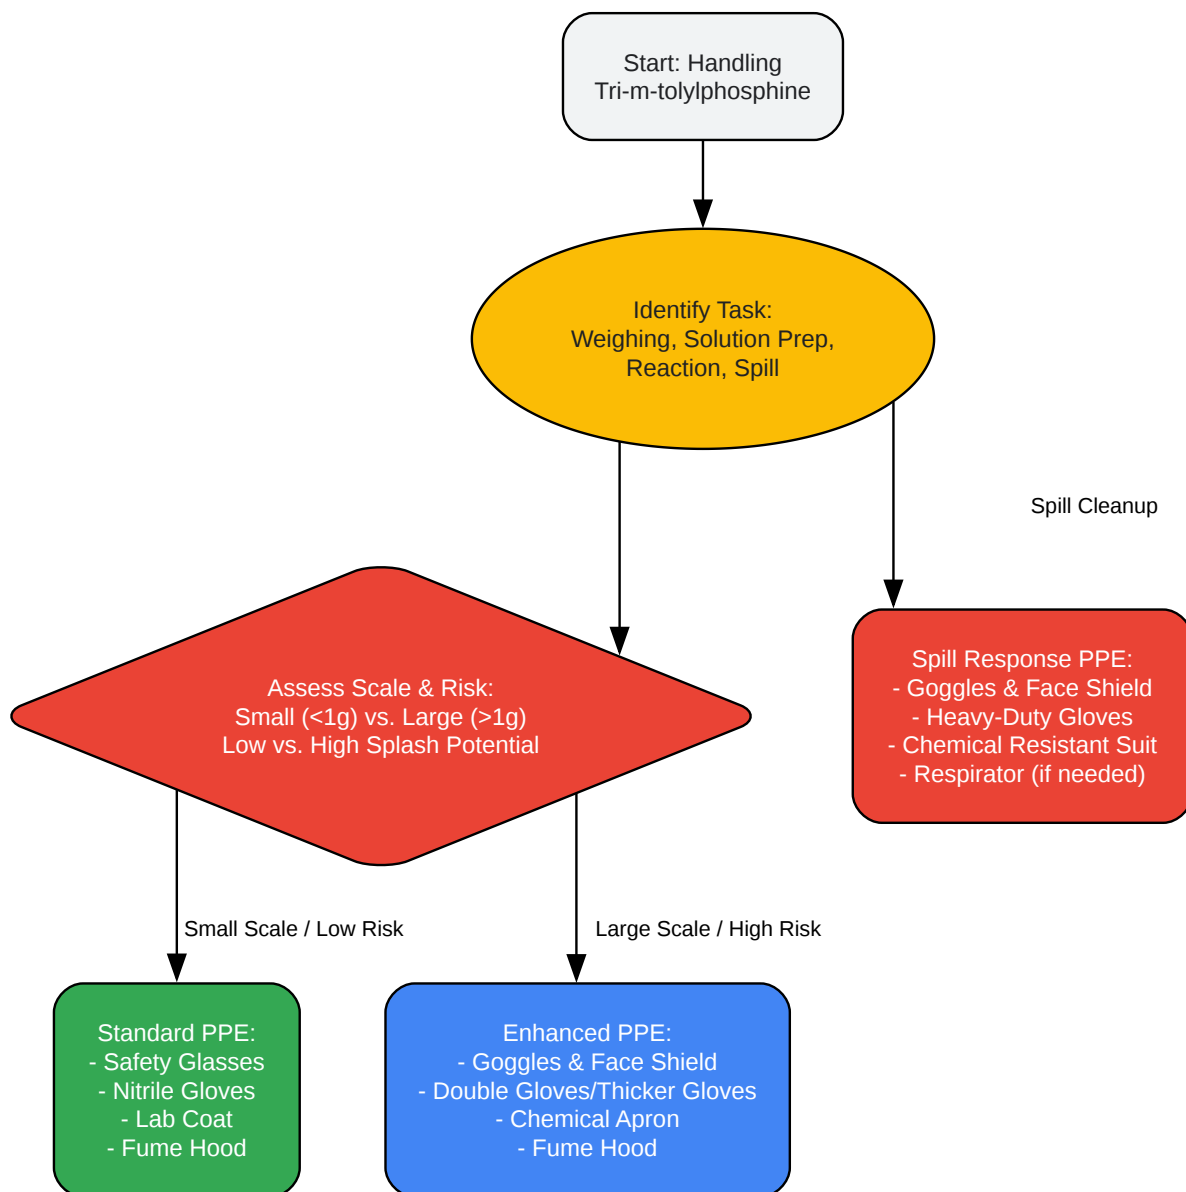 Start: Handling
Tri-m-tolylphosphine
Identify Task:
Weighing, Solution Prep,
Reaction, Spill
Spill Cleanup
Assess Scale & Risk:
Small (<1g) vs. Large (>1g)
Low vs. High Splash Potential
Spill Response PPE:
- Goggles & Face Shield
- Heavy-Duty Gloves
- Chemical Resistant Suit
- Respirator (if needed)
Small Scale / Low Risk
Large Scale / High Risk
Standard PPE:
- Safety Glasses
- Nitrile Gloves
- Lab Coat
- Fume Hood
Enhanced PPE:
- Goggles & Face Shield
- Double Gloves/Thicker Gloves
- Chemical Apron
- Fume Hood